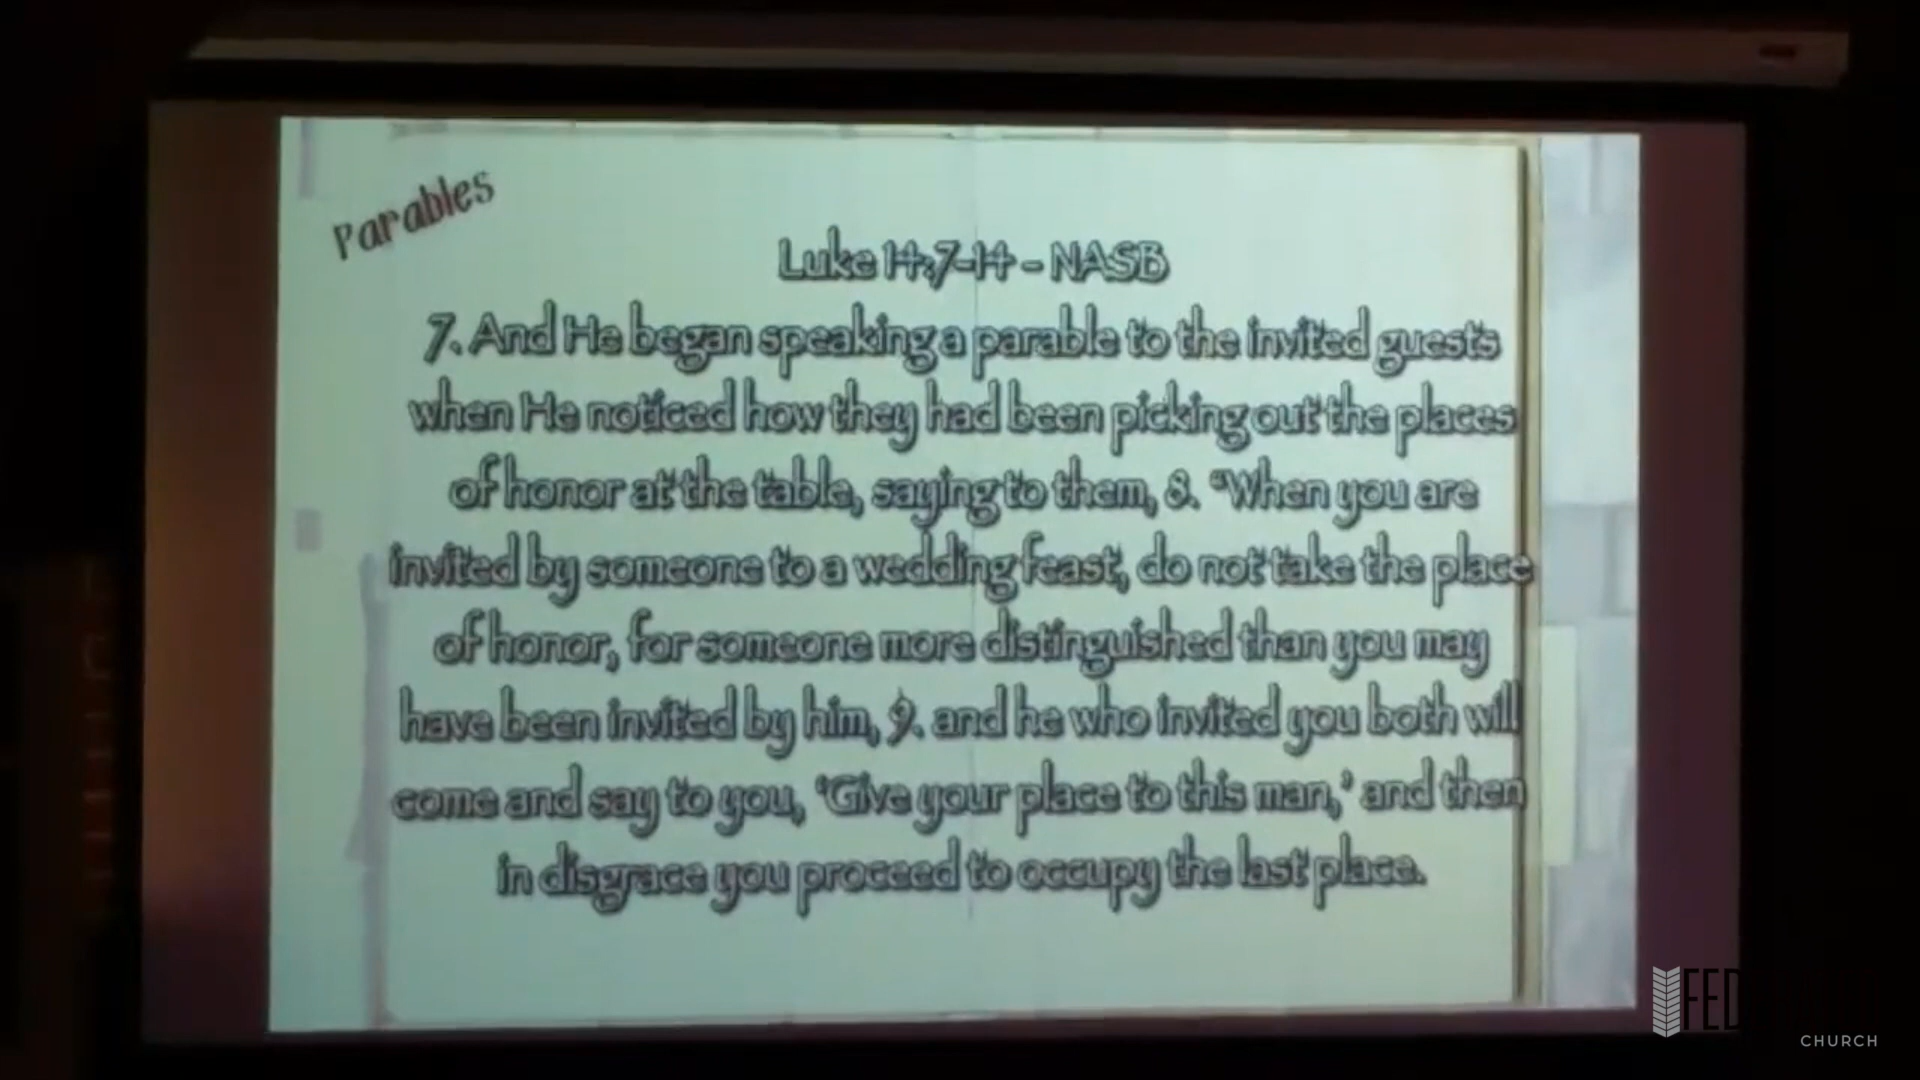 Parables
Luke 14:7-14 - NASB
7. And He began speaking a parable to the invited guests
when He noticed how they had been picking out the places
of honor at the table, saying to them, 8. "When you are
invited by someone to a wedding feast, do not take the place
of honor, for someone more distinguished than you may
have been invited by him, 9. and he who invited you both will
come and say to you, 'Give your place to this man,' and then
in disgrace you proceed to occupy the last place.
CHURCH